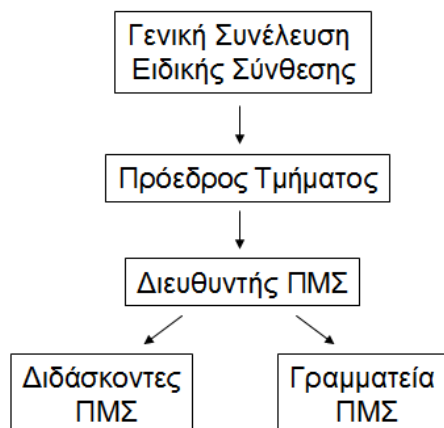 Γενική Συνέλευση
Ειδικής Σύνθεσης
Πρόεδρος Τμήματος
Διευθυντής ΠΜΣ
Διδάσκοντες
ΠΜΣ
Γραμματεία
ΠΜΣ